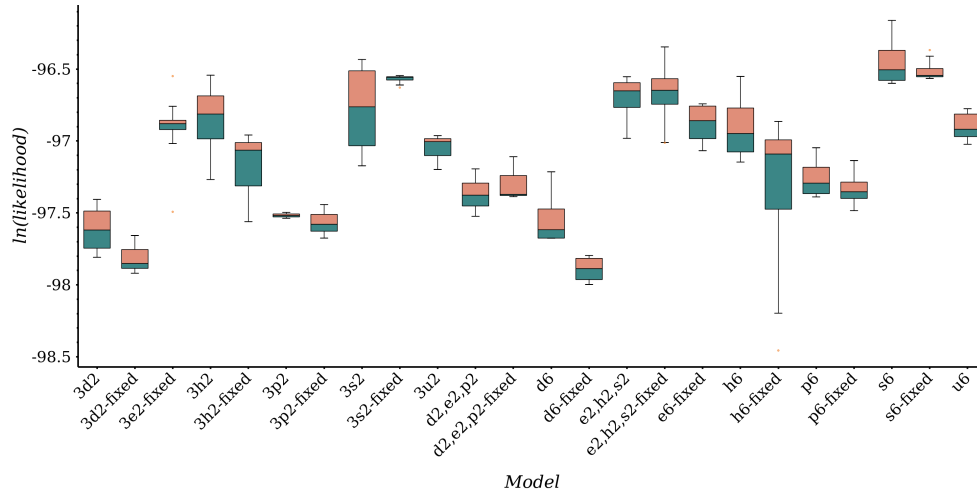 ln(likelihood)
-96.5
-97
-97.5
-98
-98.5
3d2
3d2-fixed
3e2-fixed
3h2
3h2-fixed
3p2
3p2-fixed
3s2
3s2-fixed
3u2
d2,e2,p2
d2,e2,p2-fixed
d6
d6-fixed
e2,h2,s2
e2,h2,s2-fixed
e6-fixed
h6
h6-fixed
p6
p6-fixed
s6
s6-fixed
u6
Model